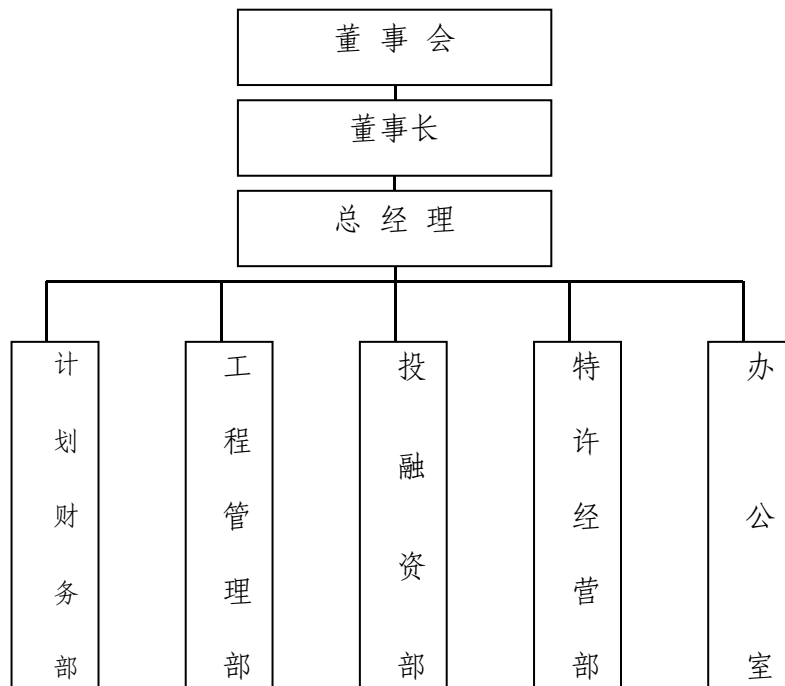 董事会
董事长
总经理
计划财务部
工程管理部
投融资部
特许经营部
办公室